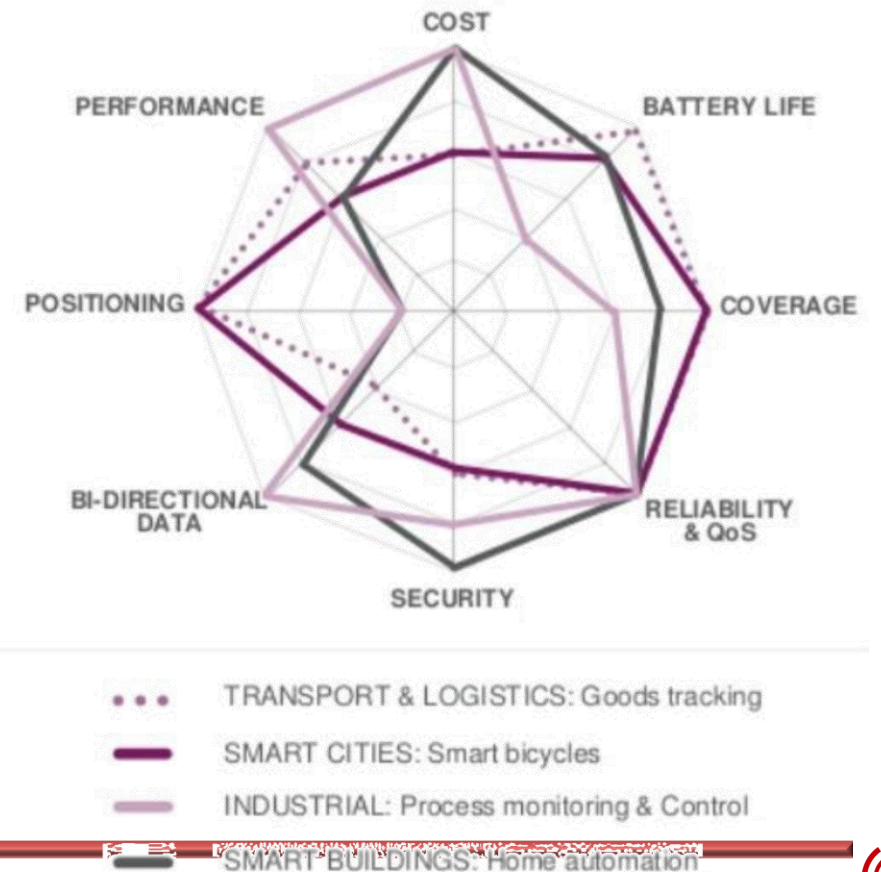 COST
PERFORMANCE
BATTERY LIFE
POSITIONING
COVERAGE
BI-DIRECTIONAL
DATA
RELIABILITY
& QoS
SECURITY
TRANSPORT & LOGISTICS: Goods tracking
SMART CITIES: Smart bicycles
INDUSTRIAL: Process monitoring & Control
SMART BUILDINGS: Home automation